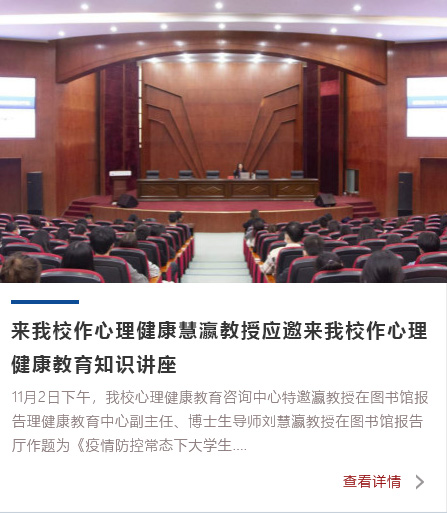 来我校作心理健康慧瀛教授应邀来我校作心理
健康教育知识讲座
11月2日下午，我校心理健康教育咨询中心特邀瀛教授在图书馆报
告理健康教育中心副主任、博士生导师刘慧瀛教授在图书馆报告
厅作题为《疫情防控常态下大学生....
查看详情